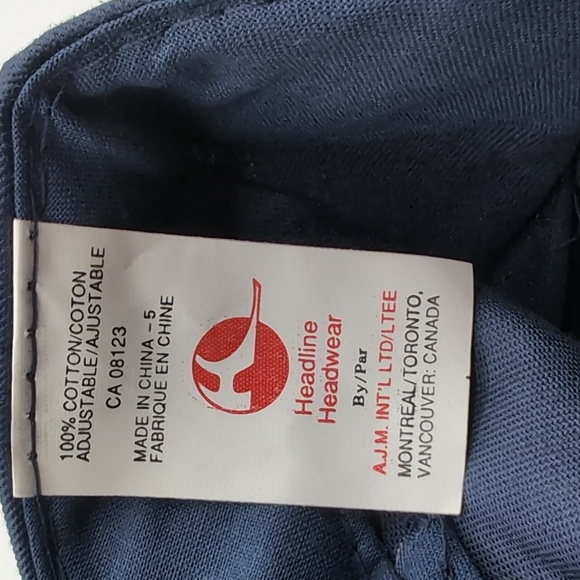 100% COTTON/COTON
ADJUSTABLE/AJUSTABLE
CA 08123
MADE IN CHINA - 5
FABRIQUE EN CHINE
Headline
Headwear
By/Par
A.J.M. INT'L LTD/LTEE
MONTREAL/TORONTO,
VANCOUVER: CANADA